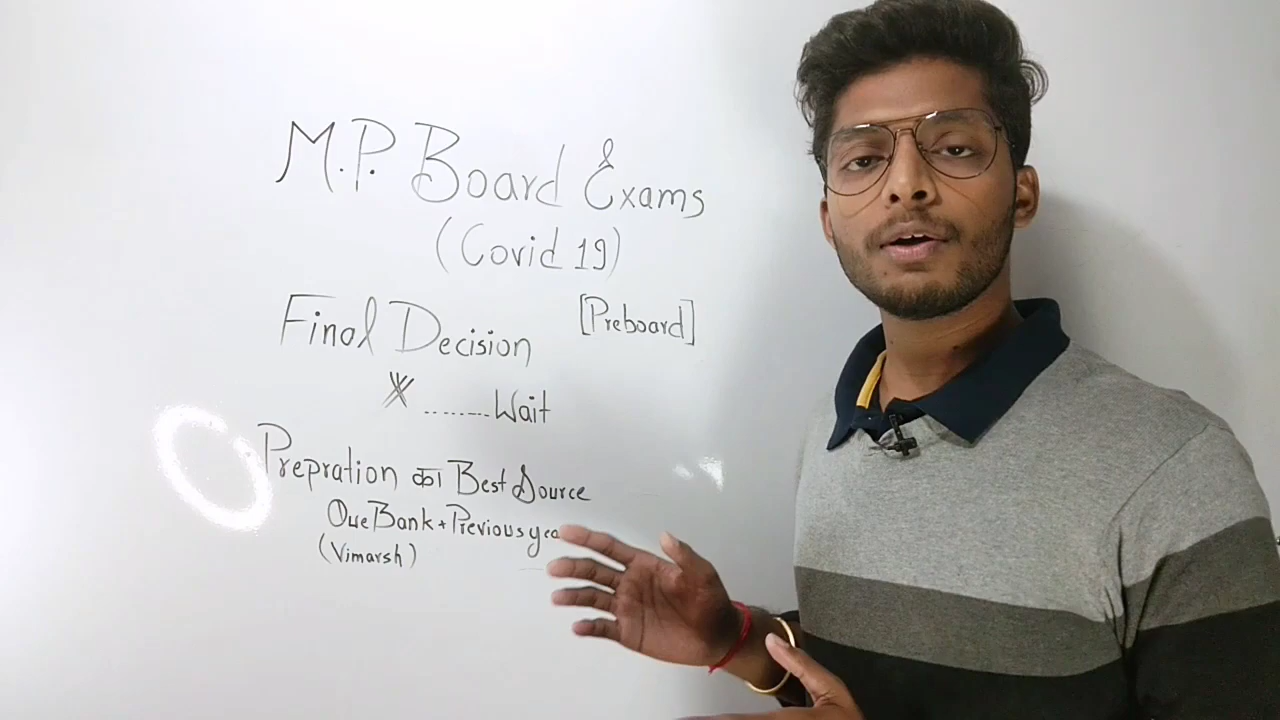 M.P. Board Exams
(Covid 19)
Final Decision
[Preboard]
........Wait
Prepration का Best Source
Que Bank + Previous
(Vimarsh)